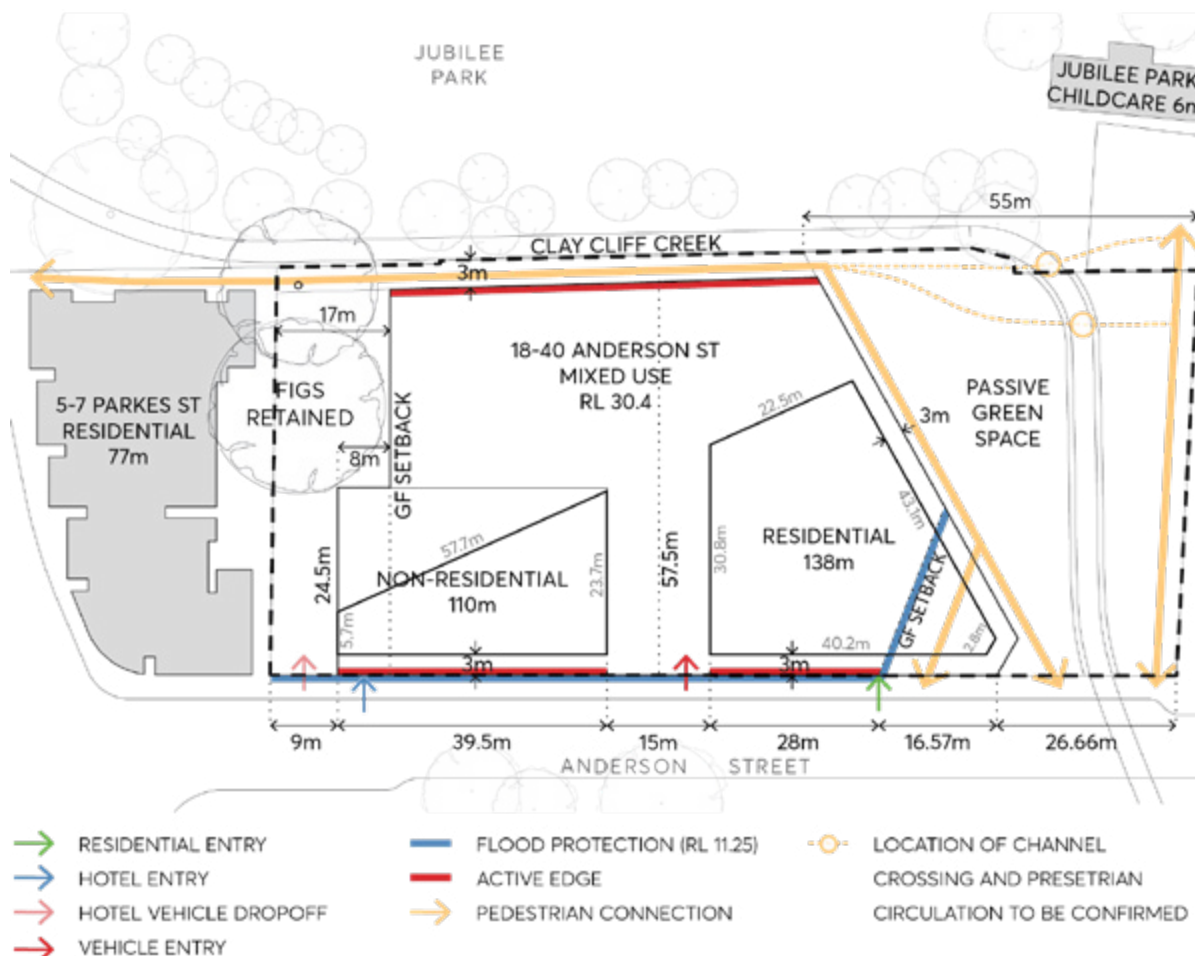 JUBILEE
PARK
JUBILEE PARK
CHILDCARE 6m
55m
CLAY CLIFF CREEK
3m
17m
18-40 ANDERSON ST
MIXED USE
RL 30.4
5-7 PARKES ST
RESIDENTIAL
77m
FIGS
RETAINED
8m
GF SETBACK
22.5m
3m
PASSIVE
GREEN
SPACE
43.1m
57.7m
24.5m
NON-RESIDENTIAL
110m
23.7m
5.7m
57.5m
30.8m
RESIDENTIAL
138m
GF SETBACK
40.2m
2.8m
3m
3m
9m
39.5m
15m
28m
16.57m
26.66m
ANDERSON STREET
RESIDENTIAL ENTRY
HOTEL ENTRY
HOTEL VEHICLE DROPOFF
VEHICLE ENTRY
FLOOD PROTECTION (RL 11.25)
ACTIVE EDGE
PEDESTRIAN CONNECTION
LOCATION OF CHANNEL
CROSSING AND PRESETRIAN
CIRCULATION TO BE CONFIRMED